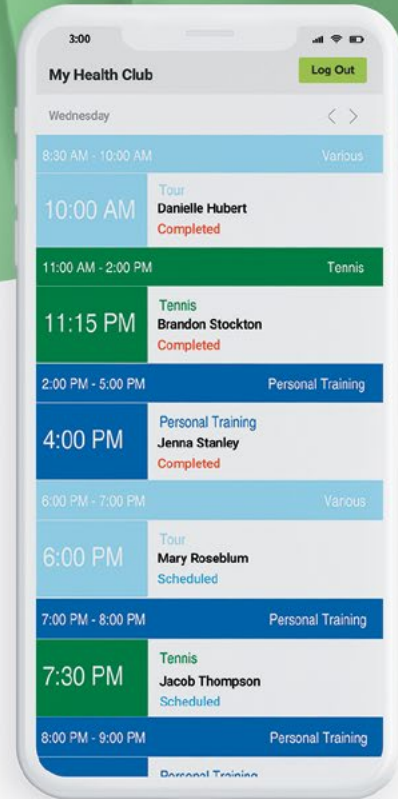 3:00
My Health Club
Log Out
Wednesday
8:30 AM - 10:00 AM Various
10:00 AM
Tour
Danielle Hubert
Completed
11:00 AM - 2:00 PM Tennis
11:15 PM
Tennis
Brandon Stockton
Completed
2:00 PM - 5:00 PM Personal Training
4:00 PM
Personal Training
Jenna Stanley
Completed
6:00 PM - 7:00 PM Various
6:00 PM
Tour
Mary Roseblum
Scheduled
7:00 PM - 8:00 PM Personal Training
7:30 PM
Tennis
Jacob Thompson
Scheduled
8:00 PM - 9:00 PM Personal Training
Personal Training